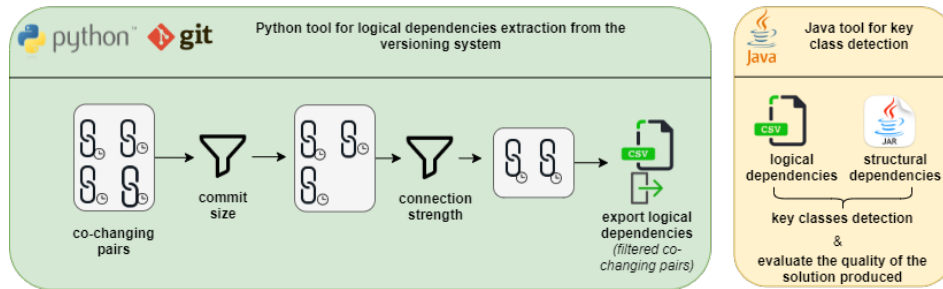 python™ git
Python tool for logical dependencies extraction from the
versioning system
co-changing
pairs
commit
size
connection
strength
CSV
export logical
dependencies
(filtered co-
changing pairs)
Java
Java tool for key
class detection
CSV
JAR
logical
dependencies
structural
dependencies
key classes detection
&
evaluate the quality of the
solution produced